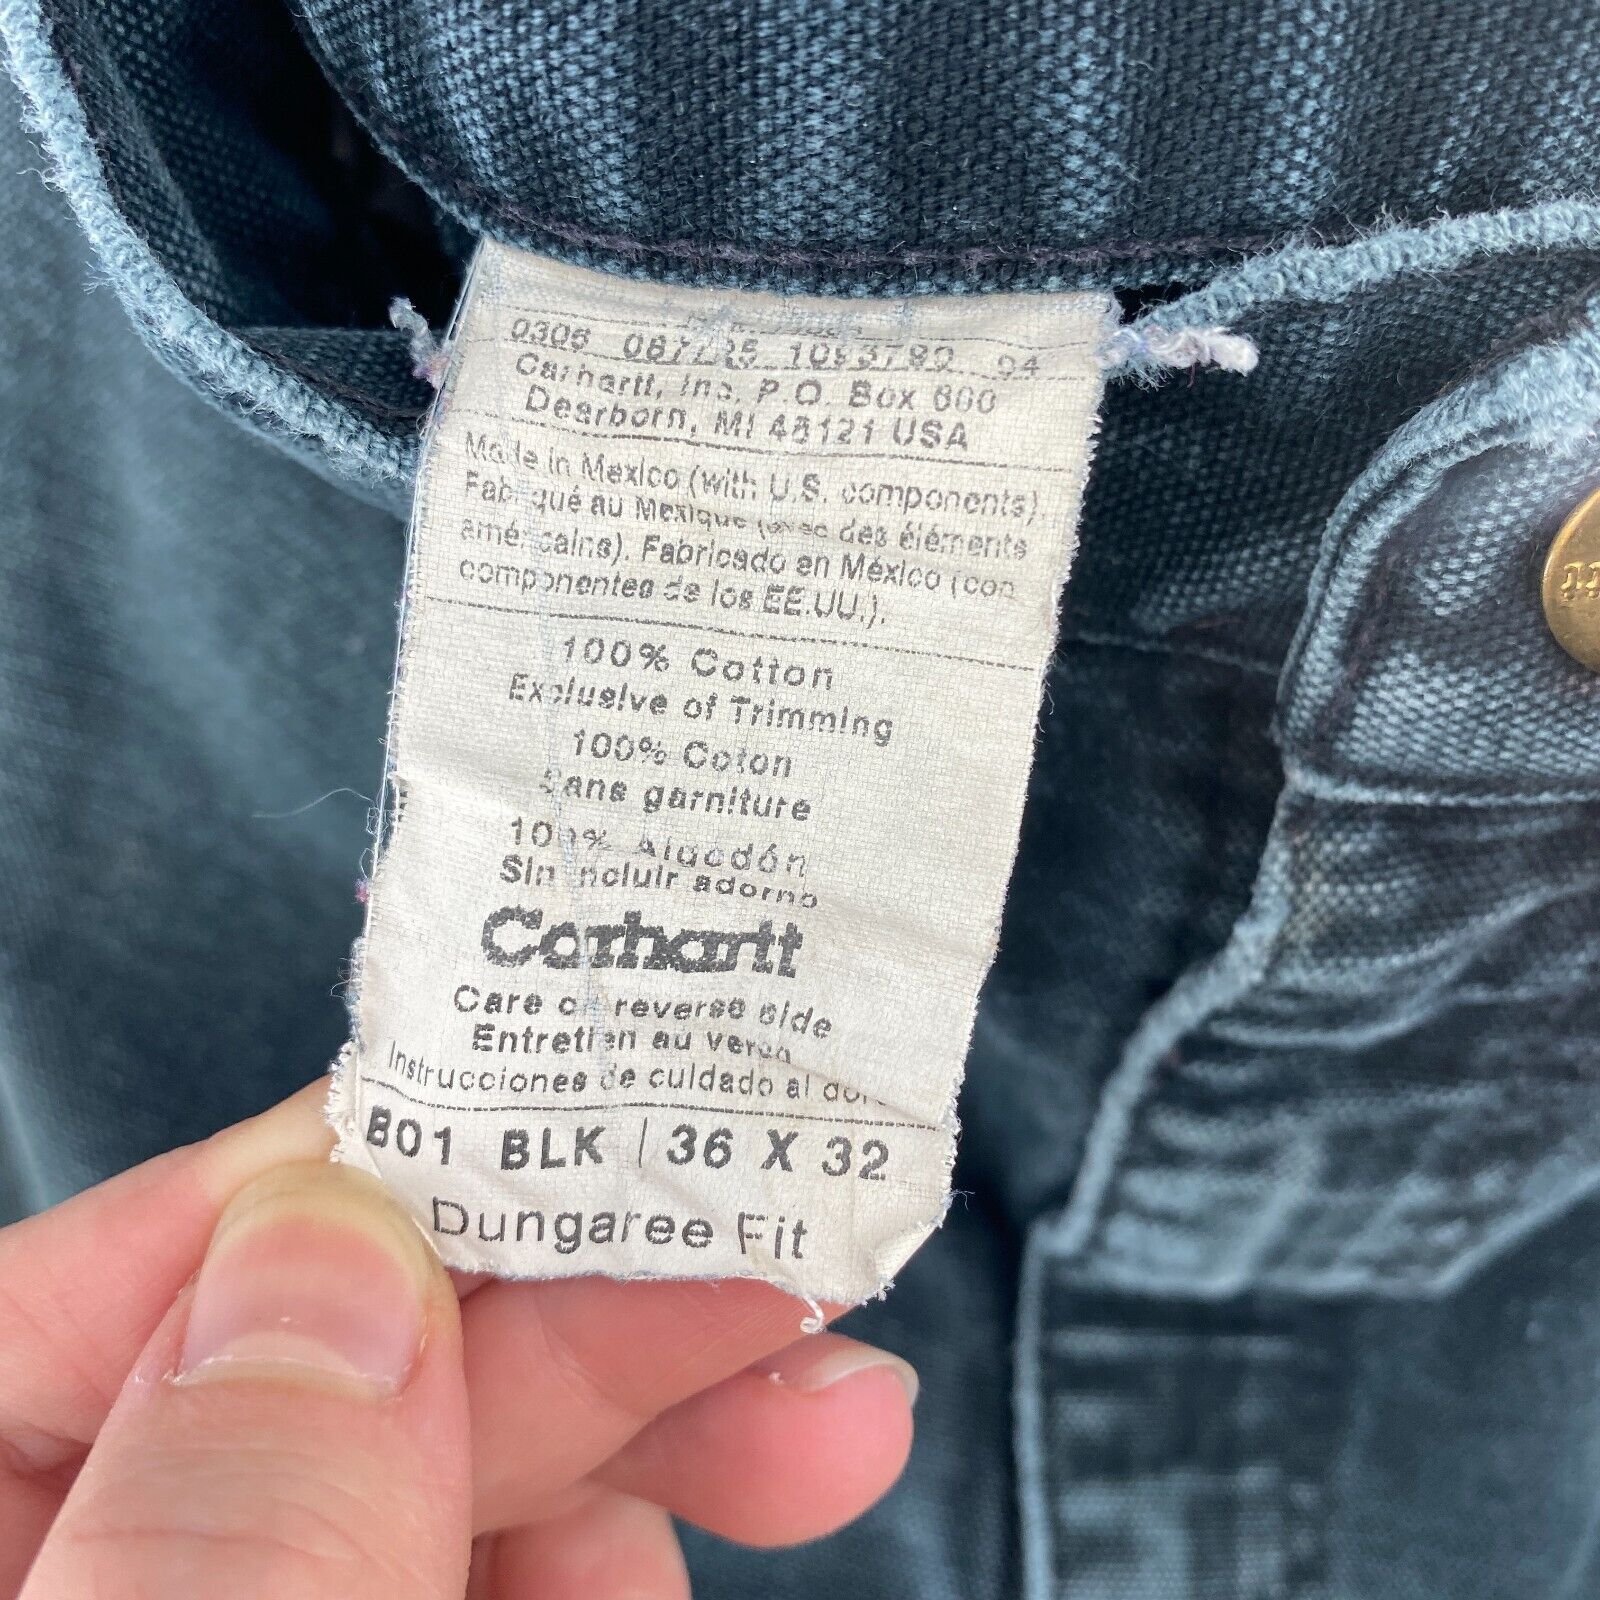 0306 1093780 04
Carhartt, Inc. P.O. Box 600
Dearborn, MI 48121 USA
Made in Mexico (with U.S. components).
Fabriqué au Mexique (avec des éléments
américains). Fabricado en México (con
componentes de los EE.UU.).
100% Cotton
Exclusive of Trimming
100% Coton
Sans garniture
100% Algodón
Sin incluir adorno
Carhartt
Care on reverse side
Entretien au verso
Instrucciones de cuidado al dorso
B01 BLK | 36 X 32
Dungaree Fit